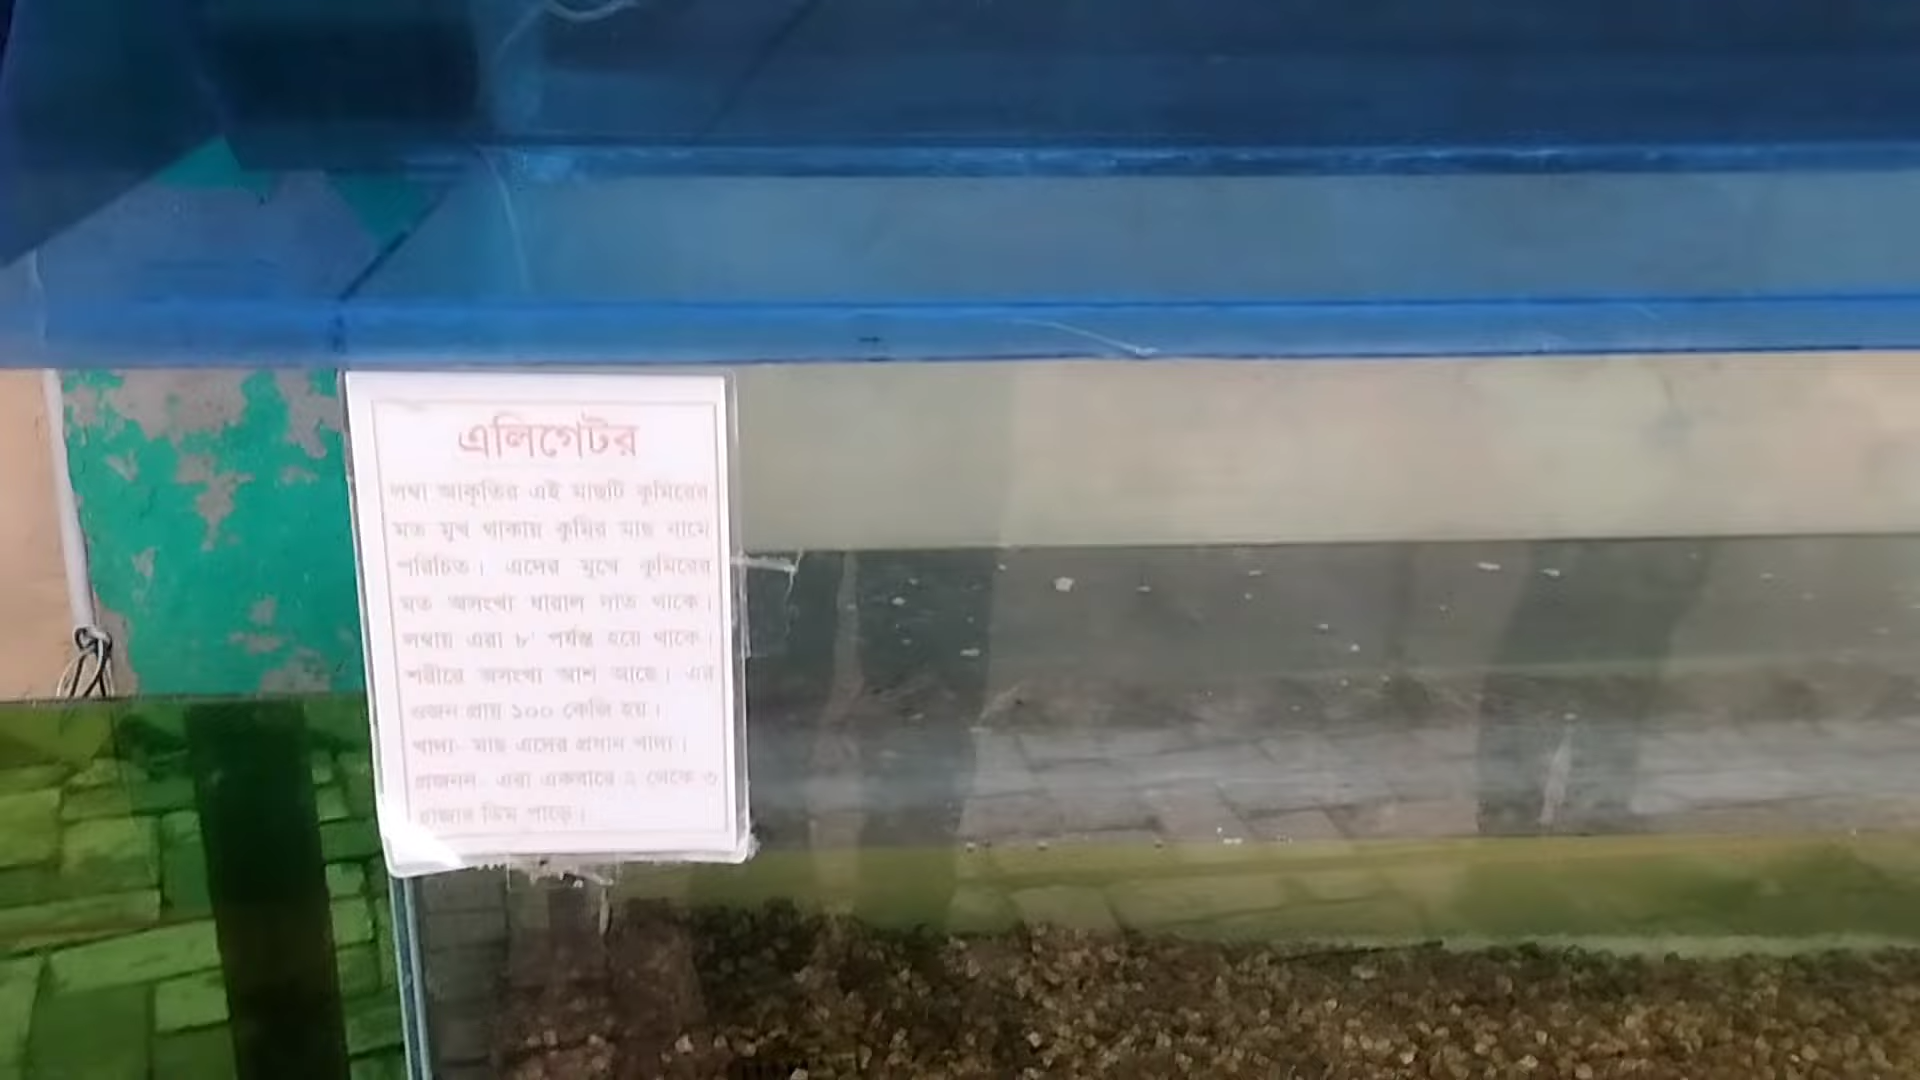 এলিগেটর
লম্বা আকৃতির এই মাছটি কুমিরের
মত মুখ থাকায় কুমির মাছ নামে
পরিচিত। এদের মুখে কুমিরের
মত অসংখ্য ধারাল দাত থাকে।
লম্বায় এরা ৮' পর্যন্ত হয়ে থাকে।
শরীরে অসংখ্য আশ আছে। এর
ওজন প্রায় ১০০ কেজি হয়।
খাদ্য- মাছ এদের প্রধান খাদ্য।
প্রজনন- এরা একবারে ২ থেকে ৩
হাজার ডিম পাড়ে।